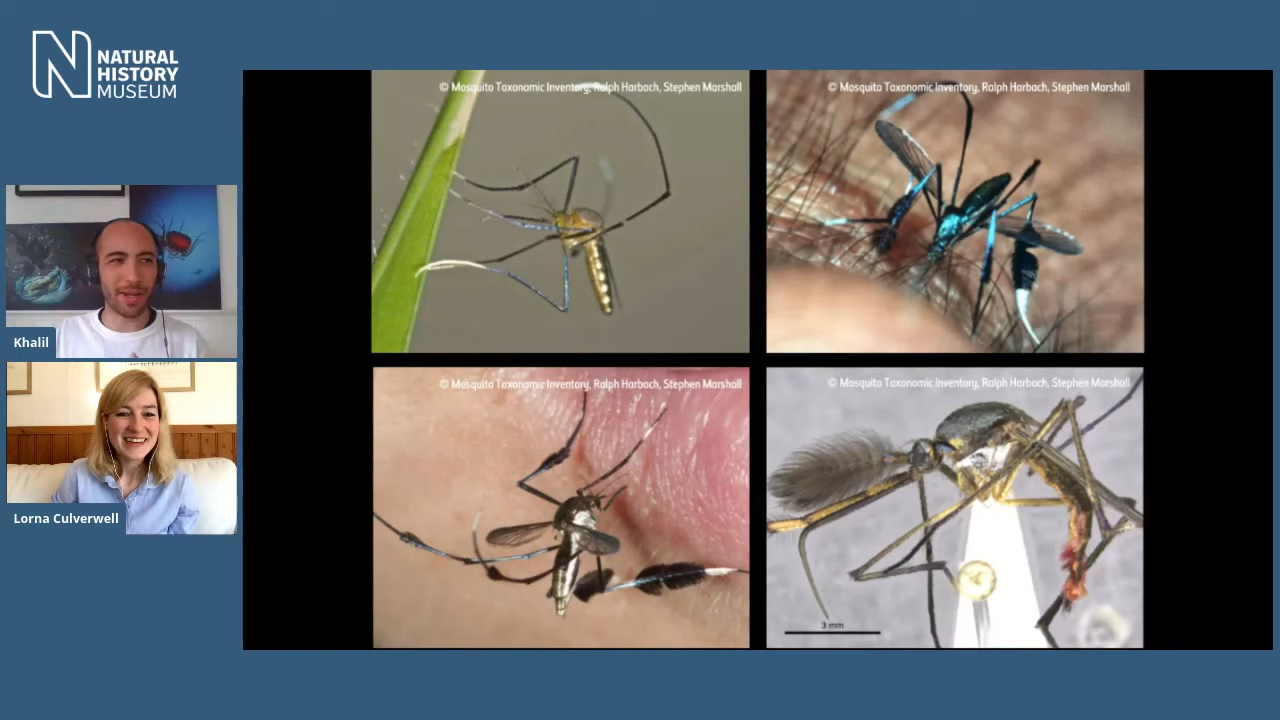 NATURAL
HISTORY
MUSEUM
© Mosquito Taxonomic Inventory, Ralph Harbach, Stephen Marshall
© Mosquito Taxonomic Inventory, Ralph Harbach, Stephen Marshall
Khalil
© Mosquito Taxonomic Inventory, Ralph Harbach, Stephen Marshall
© Mosquito Taxonomic Inventory, Ralph Harbach, Stephen Marshall
Lorna Culverwell
3 mm